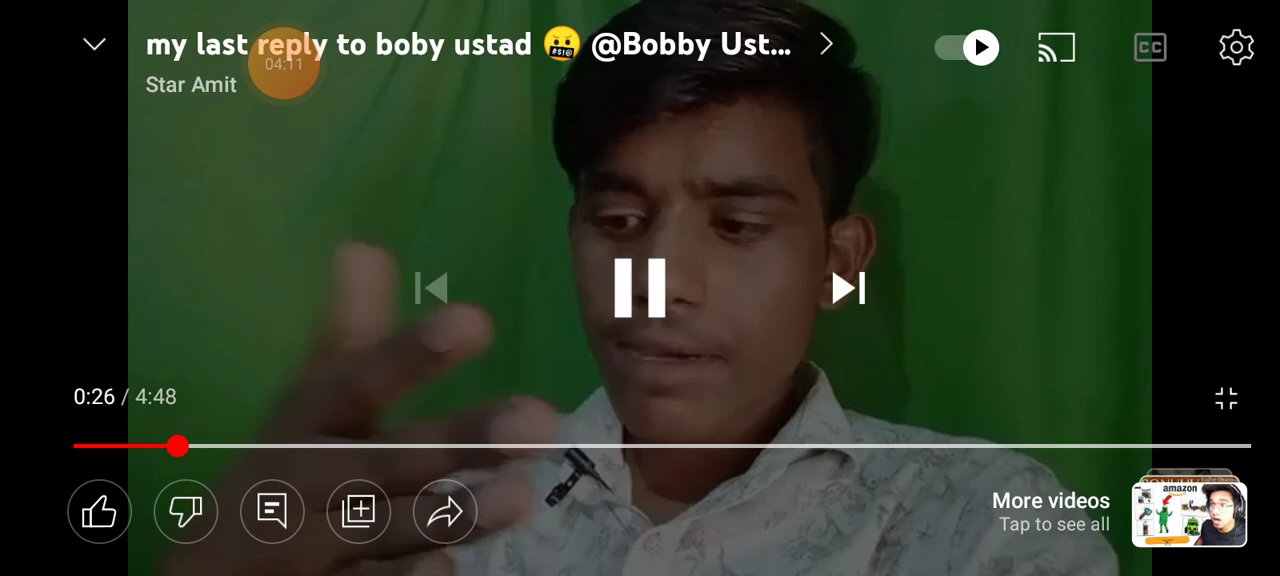 my last reply to boby ustad 🤬 @Bobby Ust...
04:11
Star Amit
CC
0:26 / 4:48
More videos
Tap to see all
amazon